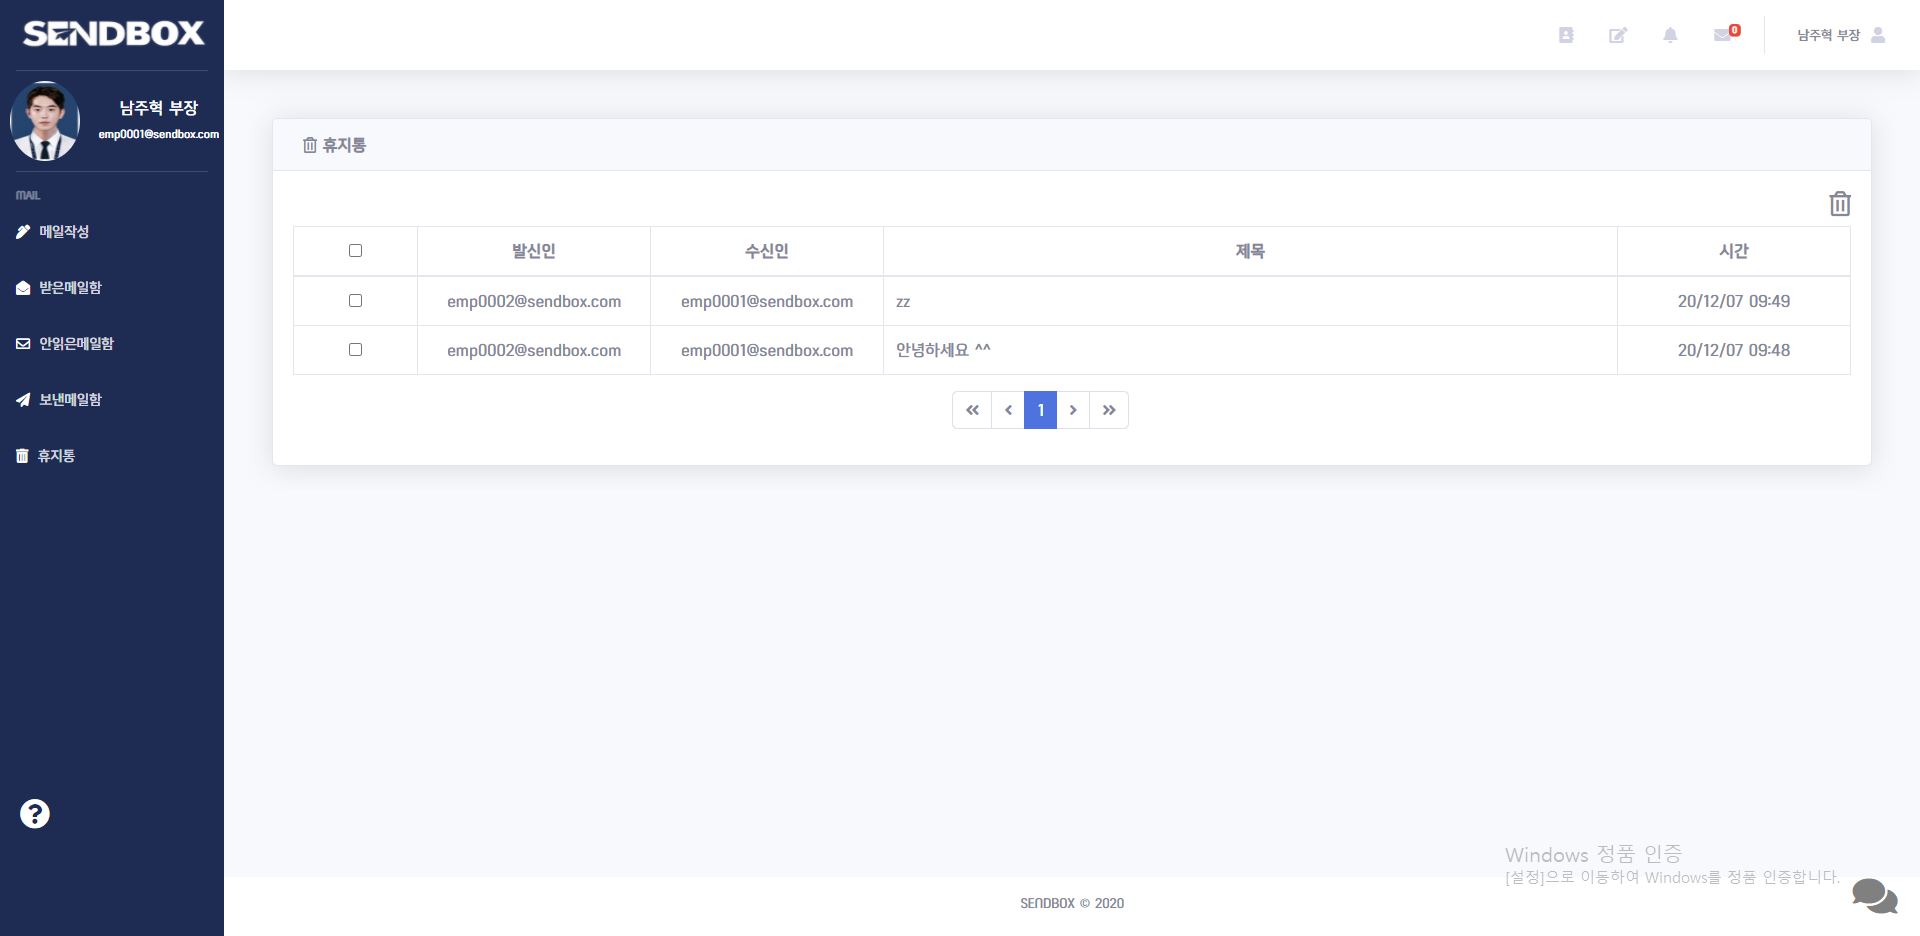 SENDBOX
0
남주혁 부장
남주혁 부장
emp0001@sendbox.com
MAIL
메일작성
받은메일함
안읽은메일함
보낸메일함
휴지통
휴지통
발신인 수신인 제목 시간
emp0002@sendbox.com emp0001@sendbox.com zz 20/12/07 09:49
emp0002@sendbox.com emp0001@sendbox.com 안녕하세요 ^^ 20/12/07 09:48
« ‹ 1 › »
?
Windows 정품 인증
[설정]으로 이동하여 Windows를 정품 인증합니다.
SENDBOX © 2020